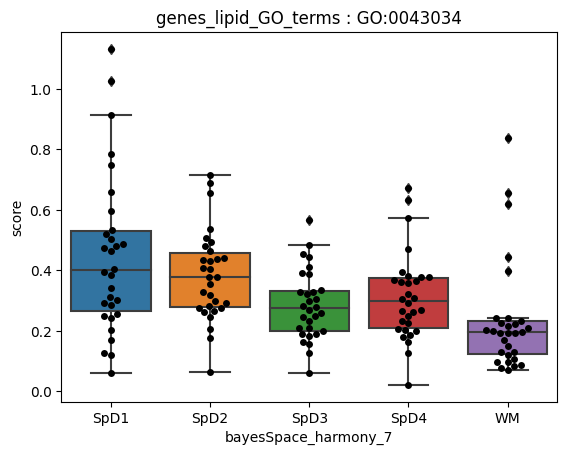 genes_lipid_GO_terms : GO:0043034
score
1.0
0.8
0.6
0.4
0.2
0.0
SpD1 SpD2 SpD3 SpD4 WM
bayesSpace_harmony_7